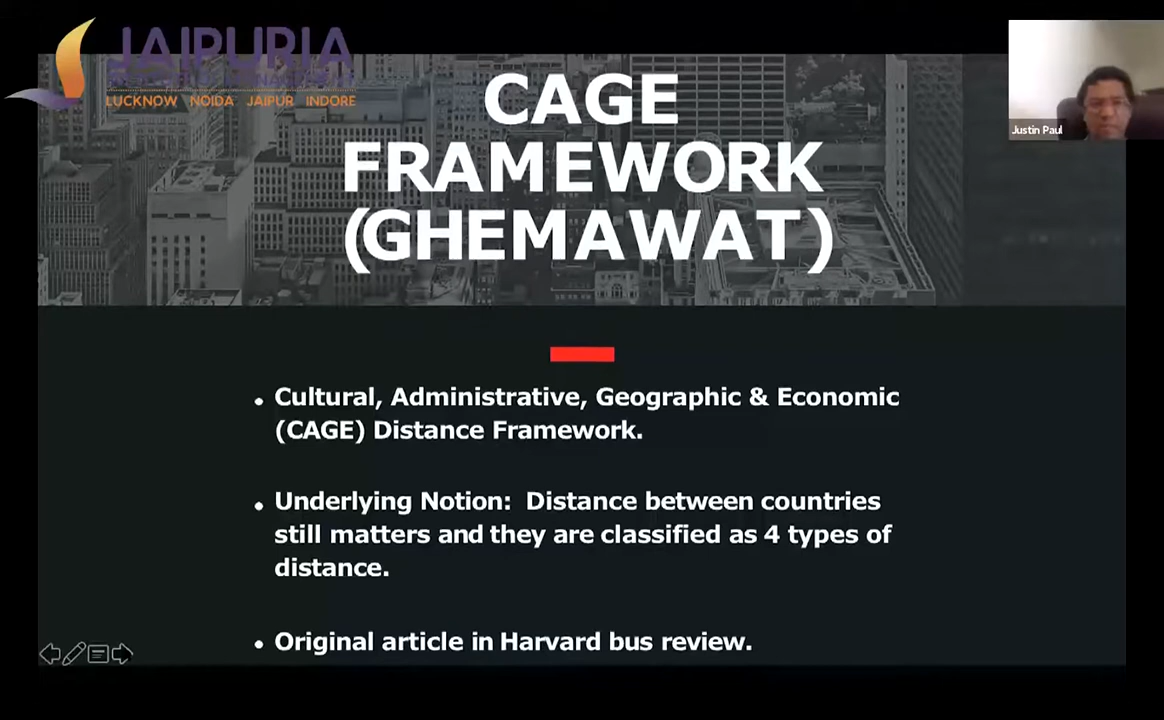 JAIPURIA
LUCKNOW NOIDA JAIPUR INDORE
Justin Paul
CAGE
FRAMEWORK
(GHEMAWAT)
• Cultural, Administrative, Geographic & Economic
(CAGE) Distance Framework.
• Underlying Notion: Distance between countries
still matters and they are classified as 4 types of
distance.
• Original article in Harvard bus review.